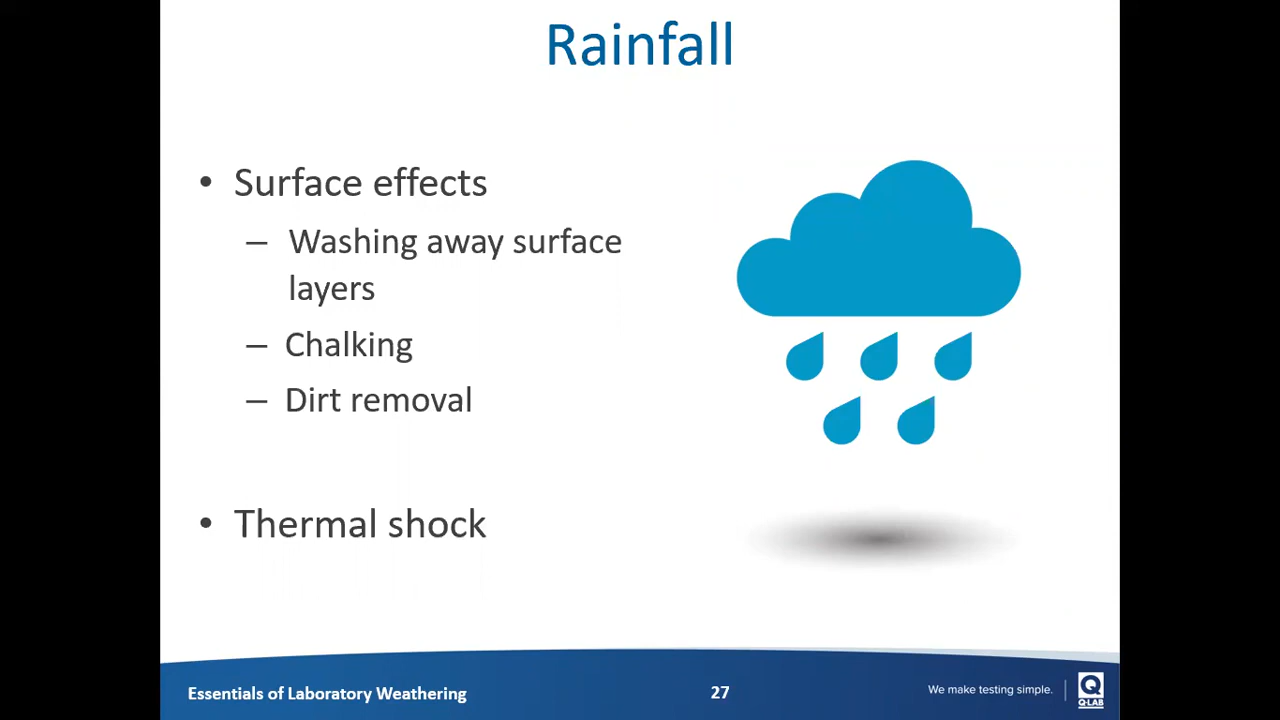 Rainfall
• Surface effects
– Washing away surface
layers
– Chalking
– Dirt removal
• Thermal shock
Essentials of Laboratory Weathering
27
We make testing simple.
Q-LAB